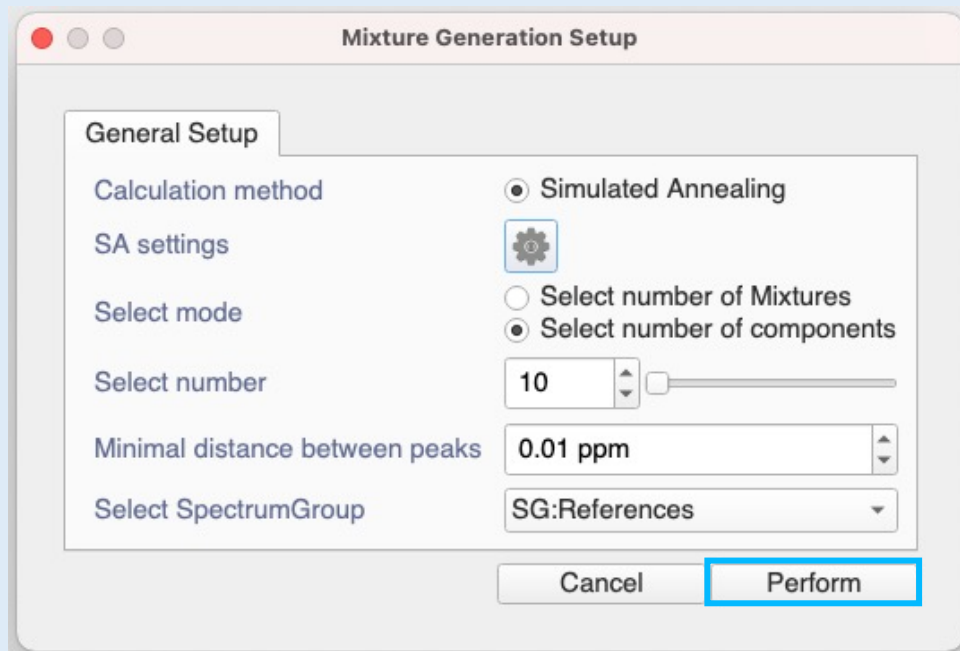 Mixture Generation Setup
General Setup
Calculation method
Simulated Annealing
SA settings
Select mode
Select number of Mixtures
Select number of components
Select number
10
Minimal distance between peaks
0.01 ppm
Select SpectrumGroup
SG:References
Cancel
Perform